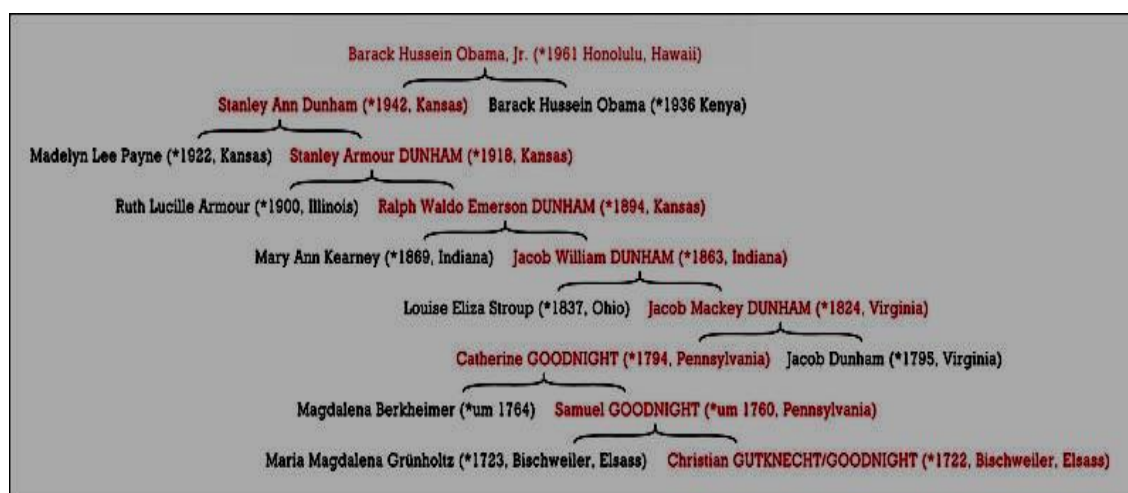 Barack Hussein Obama, Jr. (*1961 Honolulu, Hawaii)
Stanley Ann Dunham (*1942, Kansas) Barack Hussein Obama (*1936 Kenya)
Madelyn Lee Payne (*1922, Kansas) Stanley Armour DUNHAM (*1918, Kansas)
Ruth Lucille Armour (*1900, Illinois) Ralph Waldo Emerson DUNHAM (*1894, Kansas)
Mary Ann Kearney (*1869, Indiana) Jacob William DUNHAM (*1863, Indiana)
Louise Eliza Stroup (*1837, Ohio) Jacob Mackey DUNHAM (*1824, Virginia)
Catherine GOODNIGHT (*1794, Pennsylvania) Jacob Dunham (*1795, Virginia)
Magdalena Berkheimer (*um 1764) Samuel GOODNIGHT (*um 1760, Pennsylvania)
Maria Magdalena Grünholtz (*1723, Bischweiler, Elsass) Christian GUTKNECHT/GOODNIGHT (*1722, Bischweiler, Elsass)